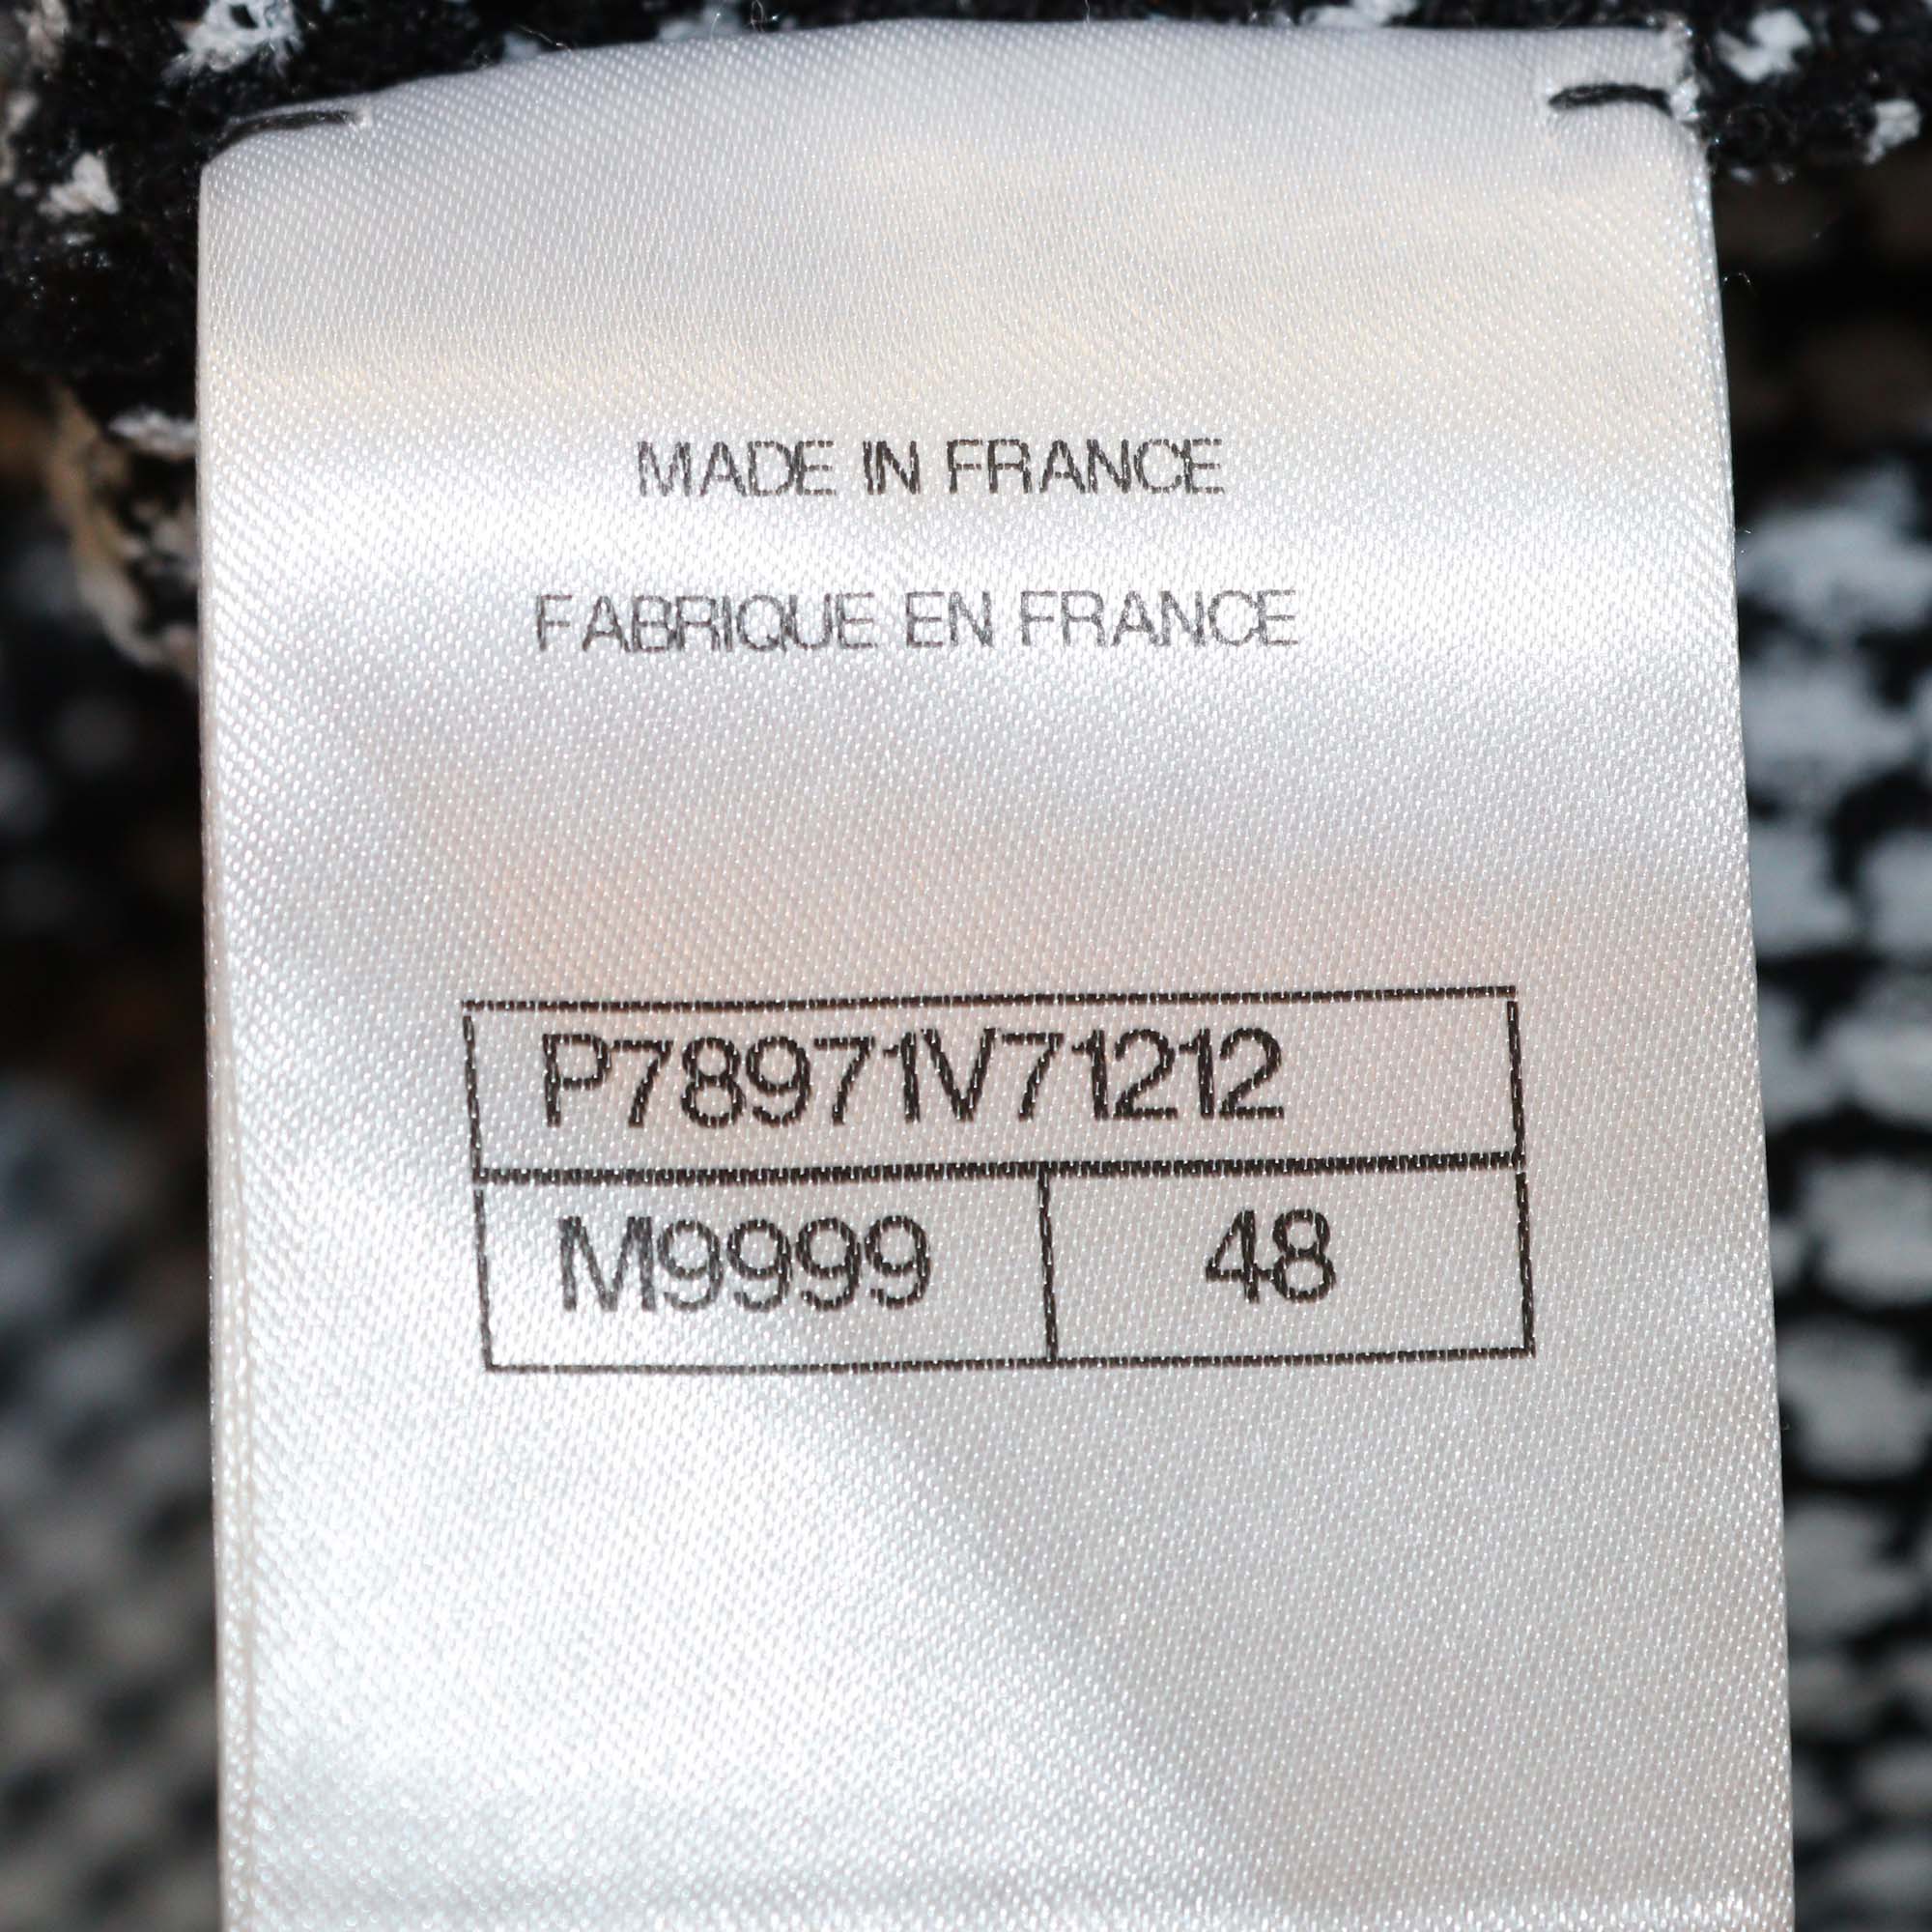 MADE IN FRANCE
FABRIQUE EN FRANCE
P78971V71212
M9999 48